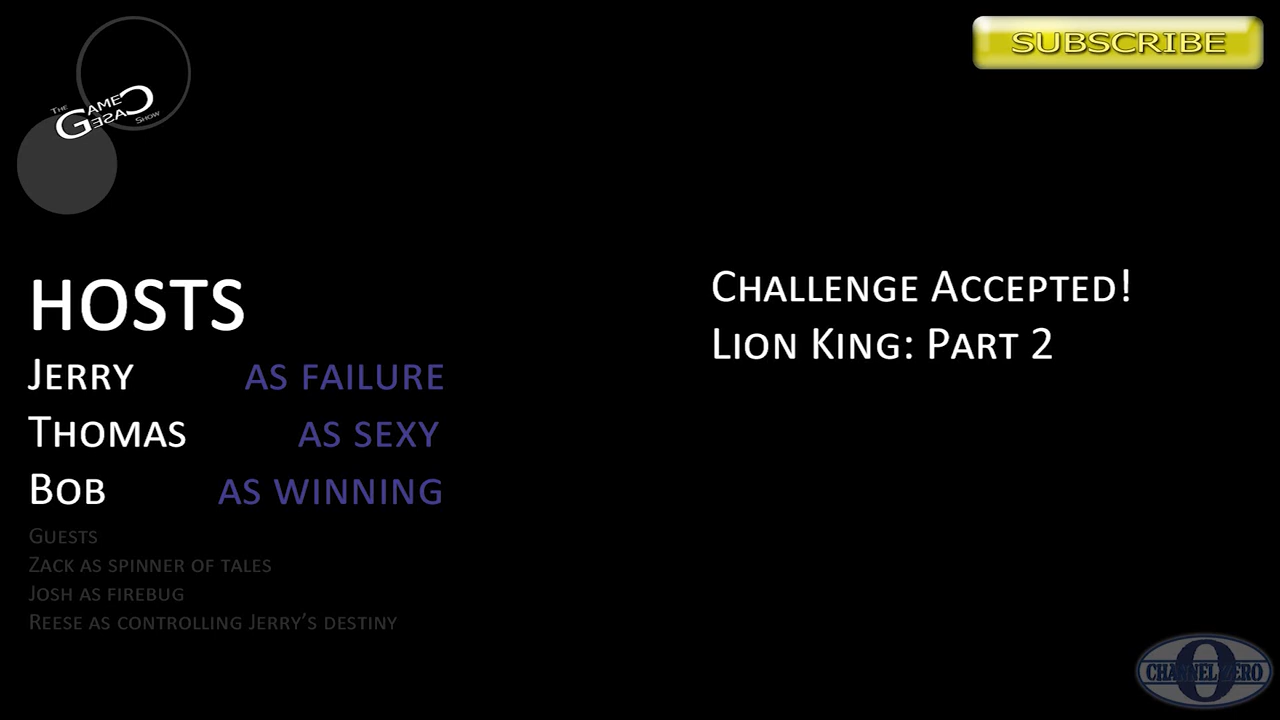 SUBSCRIBE
THE GAME CASE SHOW
HOSTS
JERRY AS FAILURE
THOMAS AS SEXY
BOB AS WINNING
GUESTS
ZACK AS SPINNER OF TALES
JOSH AS FIREBUG
REESE AS CONTROLLING JERRY'S DESTINY
CHALLENGE ACCEPTED!
LION KING: PART 2
CHANNEL ZERO
0